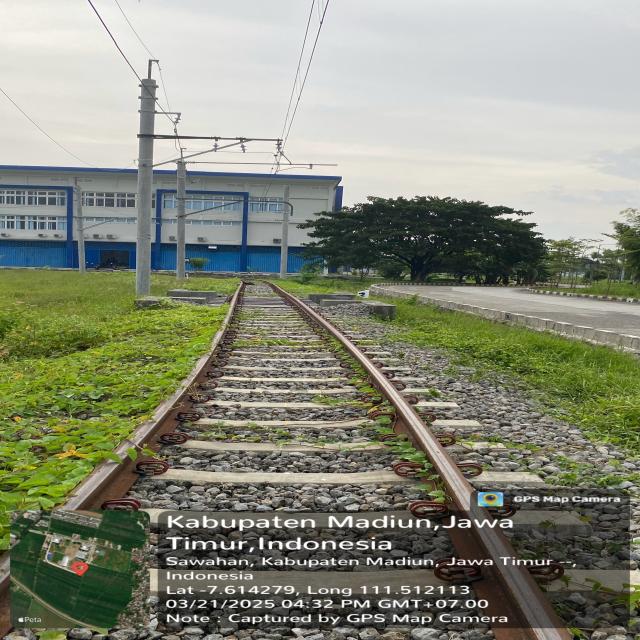 GPS Map Camera
Kabupaten Madiun,Jawa
Timur,Indonesia
Sawahan, Kabupaten Madiun, Jawa Timur --,
Indonesia
Lat -7.614279, Long 111.512113
03/21/2025 04:32 PM GMT+07.00
Note : Captured by GPS Map Camera
Peta